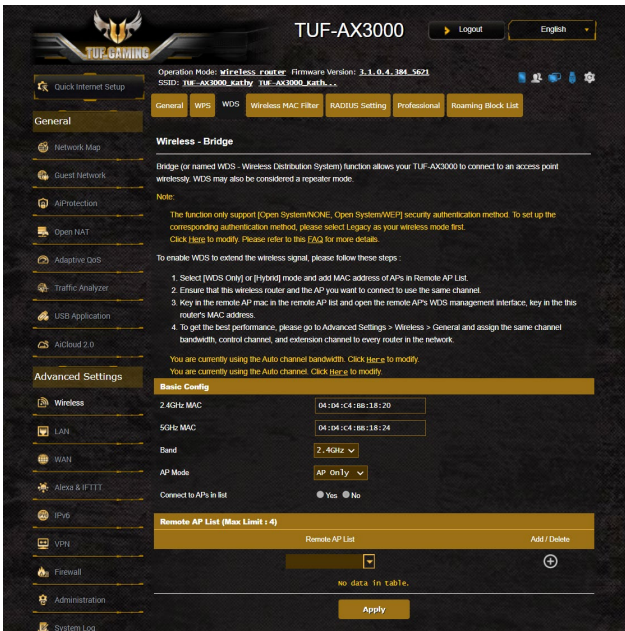 TUF GAMING
TUF-AX3000
Logout
English
Quick Internet Setup
Operation Mode: Wireless router Firmware Version: 3.1.0.4.384_5621
SSID: TUF-AX3000_Kathy TUF-AX3000_Kath...
General WPS WDS Wireless MAC Filter RADIUS Setting Professional Roaming Block List
General
Network Map
Guest Network
AiProtection
Open NAT
Adaptive QoS
Traffic Analyzer
USB Application
AiCloud 2.0
Advanced Settings
Wireless
LAN
WAN
Alexa & IFTTT
IPv6
VPN
Firewall
Administration
System Log
Wireless - Bridge
Bridge (or named WDS - Wireless Distribution System) function allows your TUF-AX3000 to connect to an access point
wirelessly. WDS may also be considered a repeater mode.
Note:
The function only support [Open System/NONE, Open System/WEP] security authentication method. To set up the
corresponding authentication method, please select Legacy as your wireless mode first.
Click Here to modify. Please refer to this FAQ for more details.
To enable WDS to extend the wireless signal, please follow these steps :
1. Select [WDS Only] or [Hybrid] mode and add MAC address of APs in Remote AP List.
2. Ensure that this wireless router and the AP you want to connect to use the same channel.
3. Key in the remote AP mac in the remote AP list and open the remote AP's WDS management interface, key in the this
router's MAC address.
4. To get the best performance, please go to Advanced Settings > Wireless > General and assign the same channel
bandwidth, control channel, and extension channel to every router in the network.
You are currently using the Auto channel bandwidth. Click Here to modify.
You are currently using the Auto channel. Click Here to modify.
Basic Config
2.4GHz MAC 04:D4:C4:BB:18:20
5GHz MAC 04:D4:C4:BB:18:24
Band 2.4GHz
AP Mode AP Only
Connect to APs in list Yes No
Remote AP List (Max Limit : 4)
Remote AP List Add / Delete
No data in table.
Apply